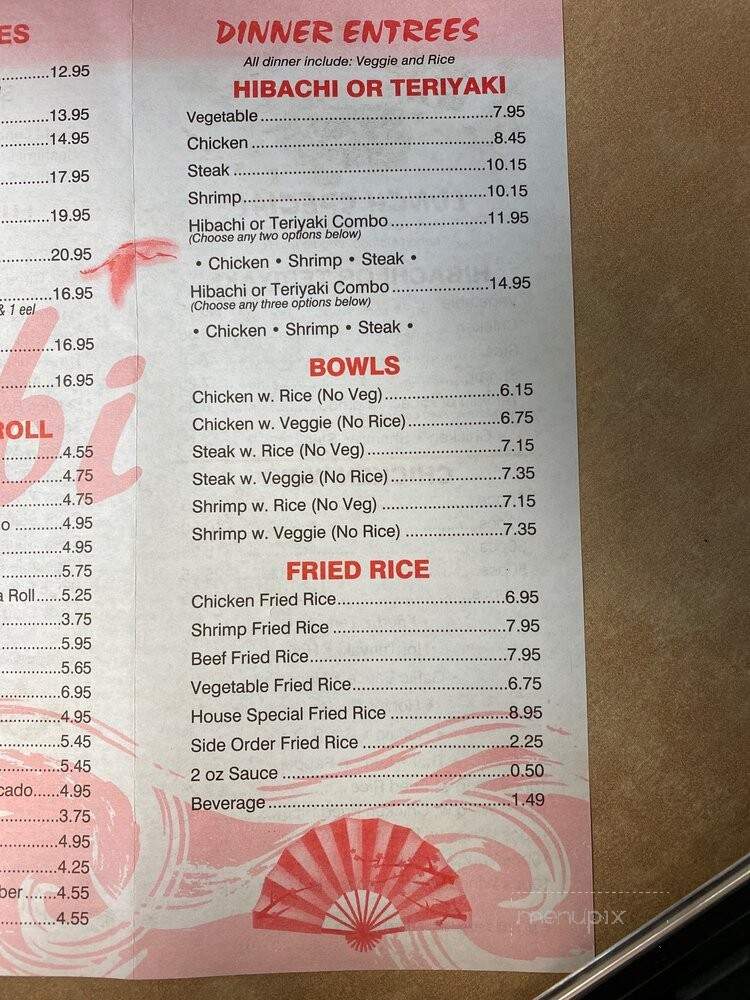 ES
............12.95
............13.95
............14.95
............17.95
............19.95
............20.95
............16.95
& 1 eel
............16.95
............16.95
ROLL
............4.55
............4.75
............4.75
o ............4.95
............4.95
............5.75
a Roll......5.25
............3.75
............5.95
............5.65
............6.95
............4.95
............5.45
............5.45
cado......4.95
............3.75
............4.95
............4.25
ber.......4.55
............4.55
bi
DINNER ENTREES
All dinner include: Veggie and Rice
HIBACHI OR TERIYAKI
Vegetable............7.95
Chicken............8.45
Steak............10.15
Shrimp............10.15
Hibachi or Teriyaki Combo............11.95
(Choose any two options below)
• Chicken • Shrimp • Steak •
Hibachi or Teriyaki Combo............14.95
(Choose any three options below)
• Chicken • Shrimp • Steak •
BOWLS
Chicken w. Rice (No Veg)............6.15
Chicken w. Veggie (No Rice)............6.75
Steak w. Rice (No Veg)............7.15
Steak w. Veggie (No Rice)............7.35
Shrimp w. Rice (No Veg)............7.15
Shrimp w. Veggie (No Rice)............7.35
FRIED RICE
Chicken Fried Rice............6.95
Shrimp Fried Rice............7.95
Beef Fried Rice............7.95
Vegetable Fried Rice............6.75
House Special Fried Rice............8.95
Side Order Fried Rice............2.25
2 oz Sauce............0.50
Beverage............1.49
menupix